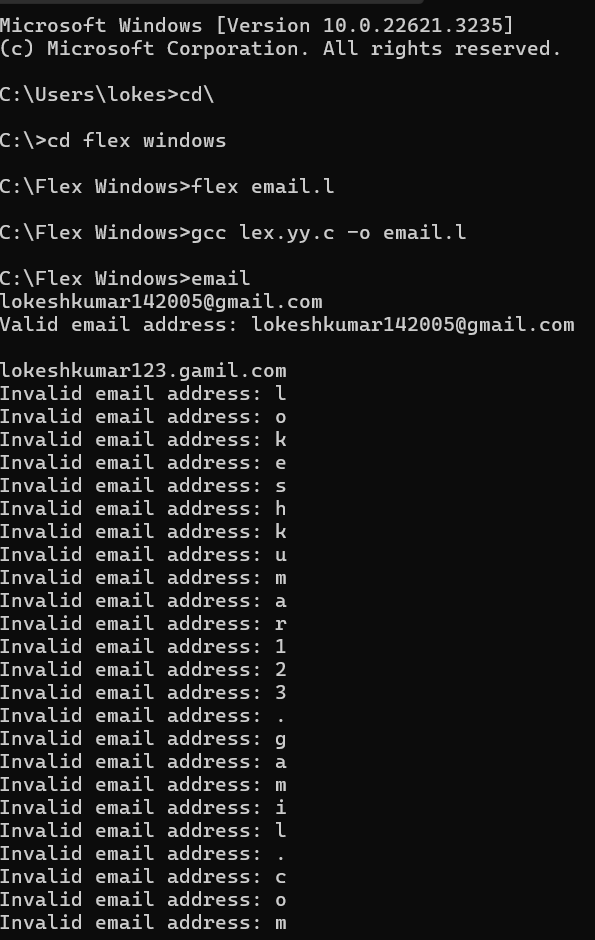 Microsoft Windows [Version 10.0.22621.3235]
(c) Microsoft Corporation. All rights reserved.
C:\Users\lokes>cd\
C:\>cd flex windows
C:\Flex Windows>flex email.l
C:\Flex Windows>gcc lex.yy.c -o email.l
C:\Flex Windows>email
lokeshkumar142005@gmail.com
Valid email address: lokeshkumar142005@gmail.com
lokeshkumar123.gamil.com
Invalid email address: l
Invalid email address: o
Invalid email address: k
Invalid email address: e
Invalid email address: s
Invalid email address: h
Invalid email address: k
Invalid email address: u
Invalid email address: m
Invalid email address: a
Invalid email address: r
Invalid email address: 1
Invalid email address: 2
Invalid email address: 3
Invalid email address: .
Invalid email address: g
Invalid email address: a
Invalid email address: m
Invalid email address: i
Invalid email address: l
Invalid email address: .
Invalid email address: c
Invalid email address: o
Invalid email address: m